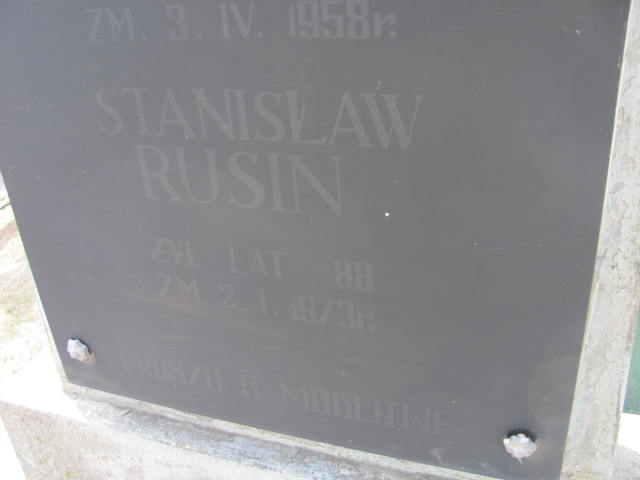 ZM. 3. IV. 1958r.
STANISŁAW
RUSIN
ŻYŁ LAT 88
ZM. 2. I. 1973r.
PROSZĄ O MODLITWĘ